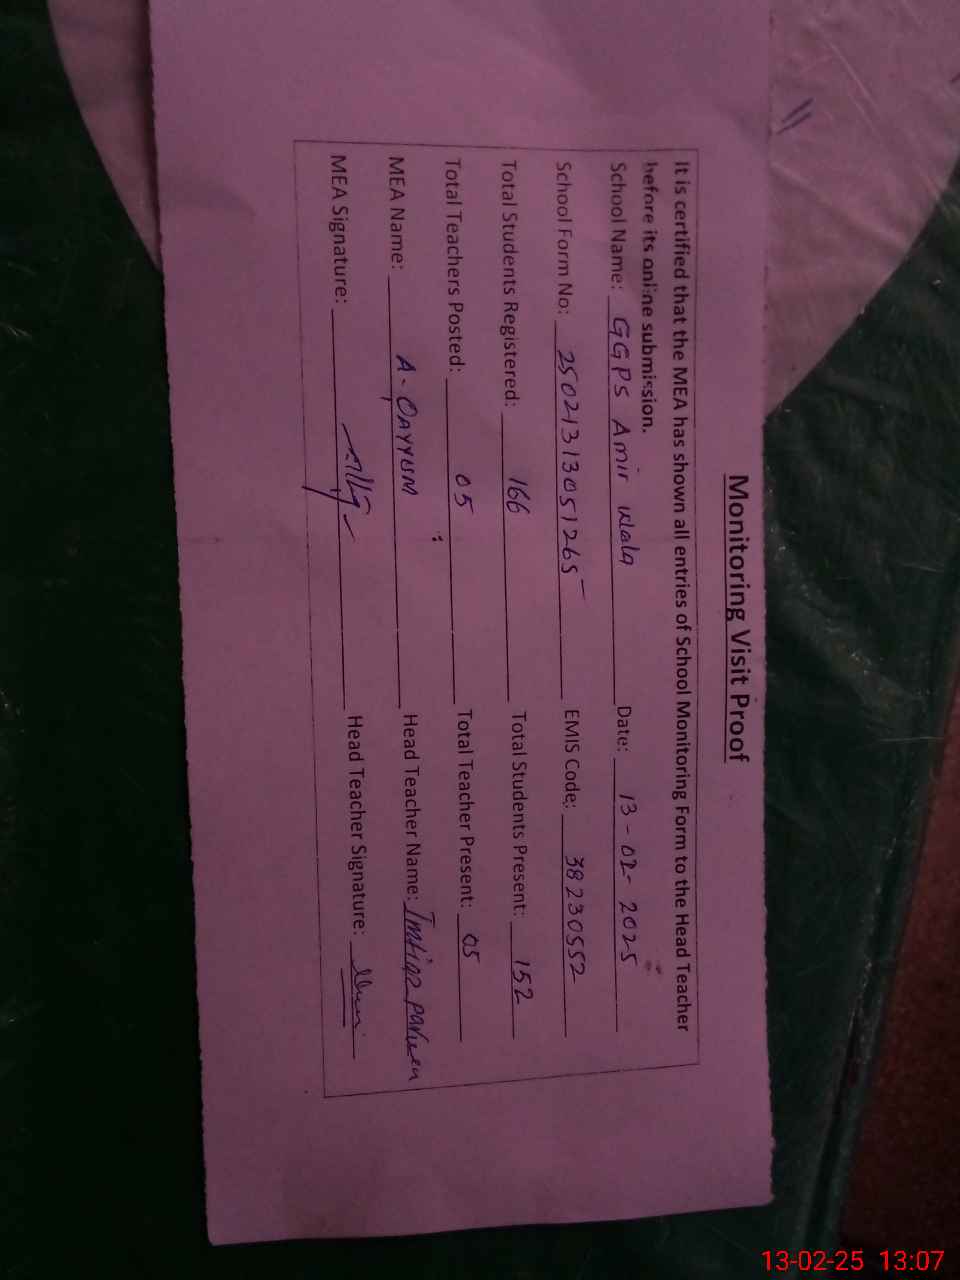 Monitoring Visit Proof
It is certified that the MEA has shown all entries of School Monitoring Form to the Head Teacher
before its online submission.
School Name: GGPS Amir Wala Date: 13-02-2025
School Form No: 25021313051265 EMIS Code: 38230552
Total Students Registered: 166 Total Students Present: 152
Total Teachers Posted: 05 Total Teacher Present: 05
MEA Name: A-QAYYUM Head Teacher Name: Imtiaz Parveen
MEA Signature: Head Teacher Signature:
13-02-25 13:07